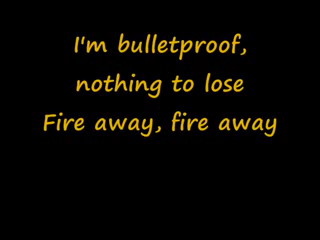 I'm bulletproof,
nothing to lose
Fire away, fire away